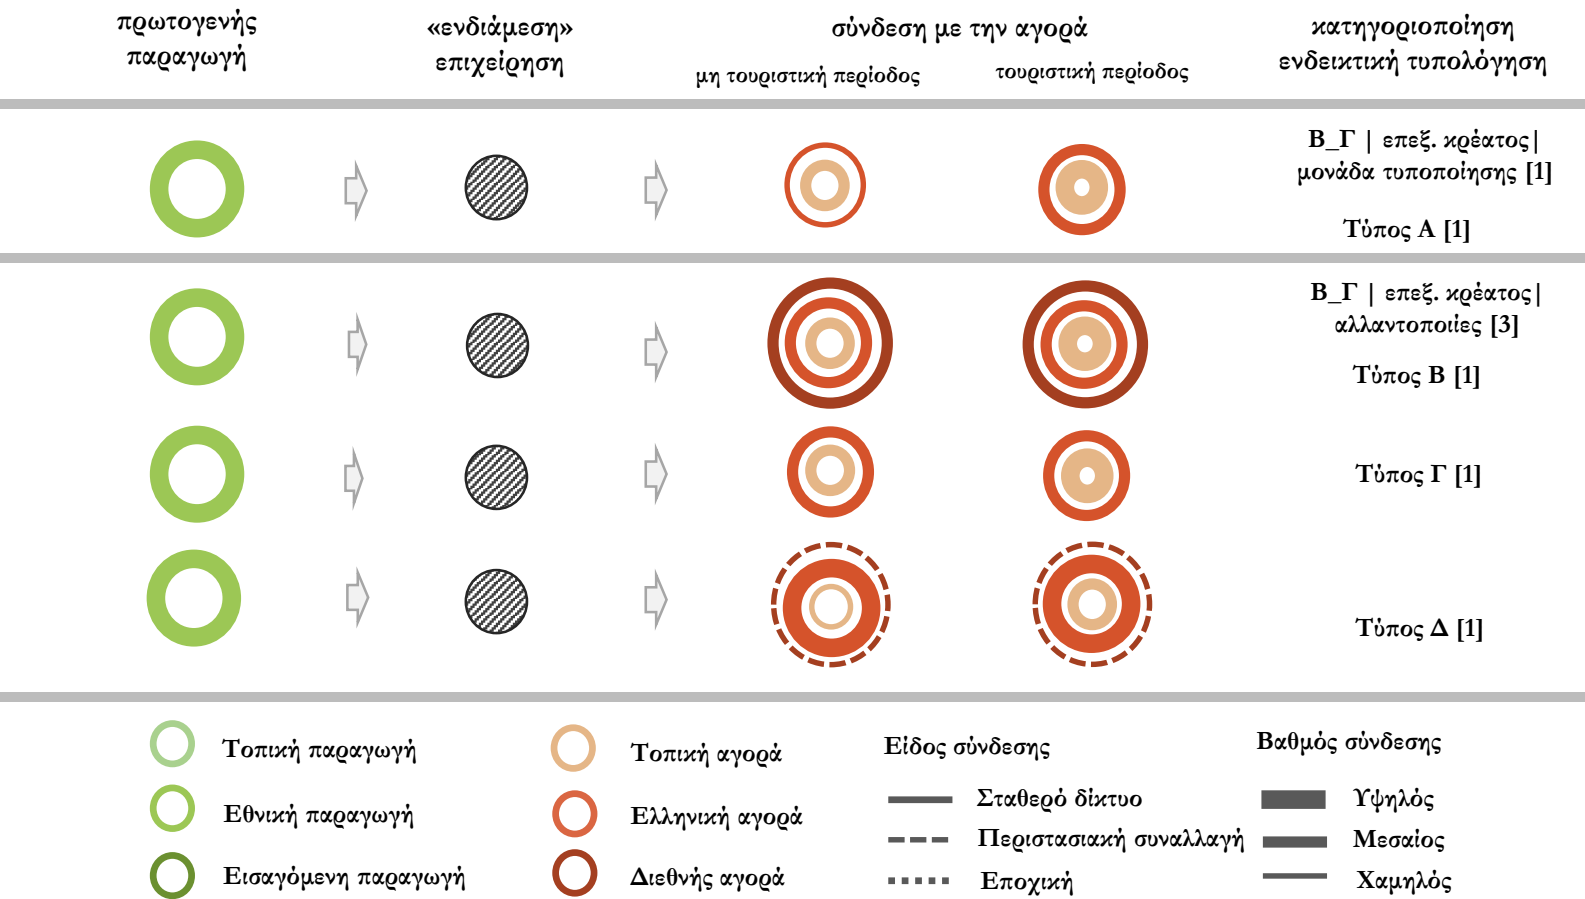 πρωτογενής
παραγωγή
«ενδιάμεση»
επιχείρηση
σύνδεση με την αγορά
μη τουριστική περίοδος
τουριστική περίοδος
κατηγοριοποίηση
ενδεικτική τυπολόγηση
Β_Γ | επεξ. κρέατος|
μονάδα τυποποίησης [1]
Τύπος Α [1]
Β_Γ | επεξ. κρέατος|
αλλαντοποιίες [3]
Τύπος Β [1]
Τύπος Γ [1]
Τύπος Δ [1]
Τοπική παραγωγή
Εθνική παραγωγή
Εισαγόμενη παραγωγή
Τοπική αγορά
Ελληνική αγορά
Διεθνής αγορά
Είδος σύνδεσης
Σταθερό δίκτυο
Περιστασιακή συναλλαγή
Εποχική
Βαθμός σύνδεσης
Υψηλός
Μεσαίος
Χαμηλός